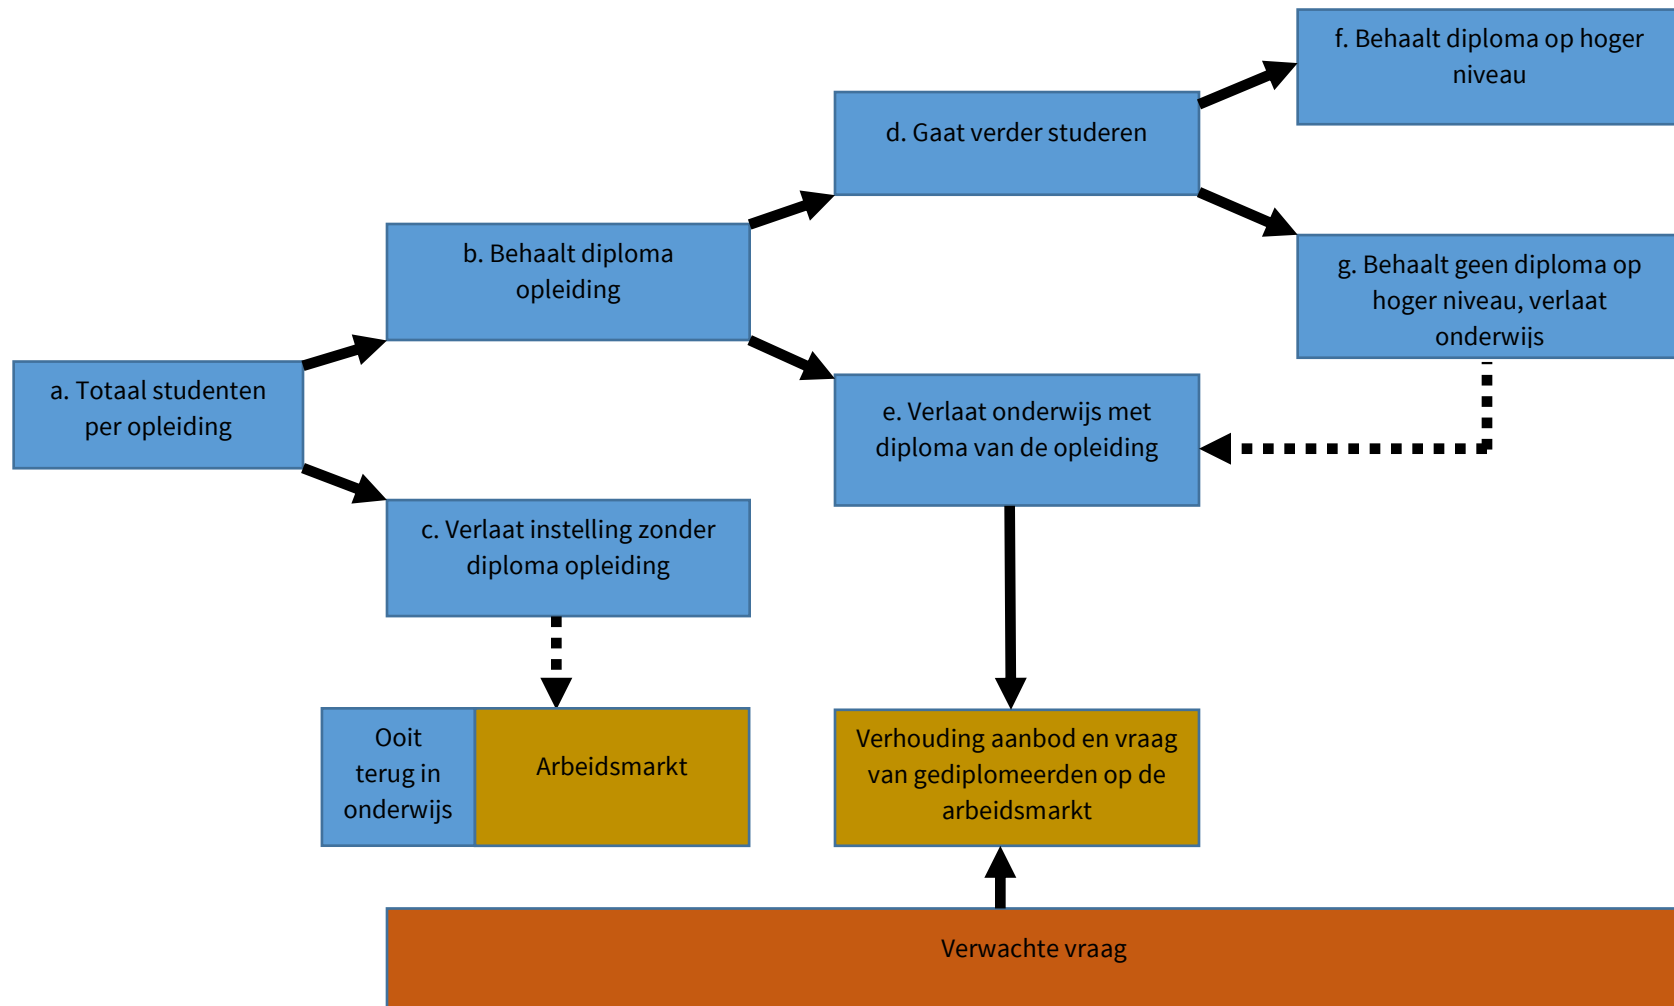 f. Behaalt diploma op hoger
niveau
d. Gaat verder studeren
b. Behaalt diploma
opleiding
g. Behaalt geen diploma op
hoger niveau, verlaat
onderwijs
a. Totaal studenten
per opleiding
e. Verlaat onderwijs met
diploma van de opleiding
c. Verlaat instelling zonder
diploma opleiding
Ooit
terug in
onderwijs
Arbeidsmarkt
Verhouding aanbod en vraag
van gediplomeerden op de
arbeidsmarkt
Verwachte vraag